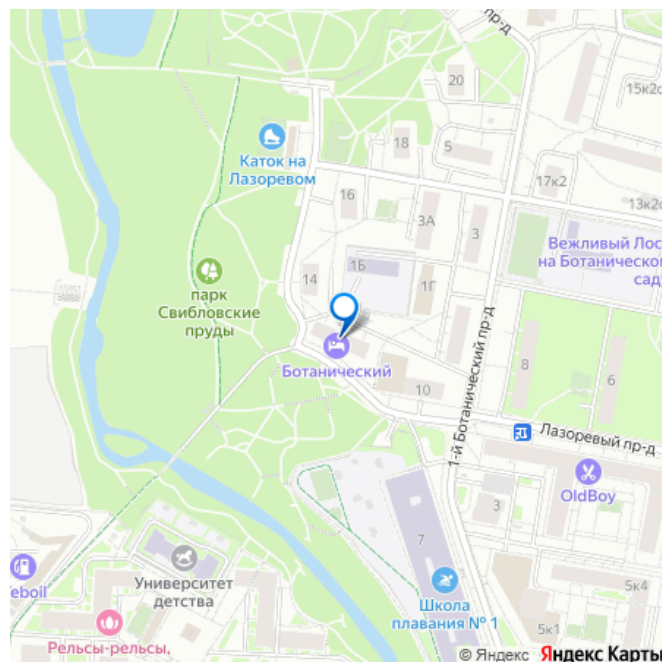 пр-д
15к2с
20
18
5
Каток на
Лазоревом
17к2
16
13к2с
3А
3
Вежливый Лос
на Ботаническом
саду
1Б
14
1Г
парк
Свибловские
пруды
1-й Ботанический пр-д
Ботанический
8
6
10
Лазоревый пр-д
OldBoy
3
7
Университет
детства
Teboil
Школа
плавания № 1
5к4
5к1
Рельсы-рельсы,
© Яндекс Яндекс Карты